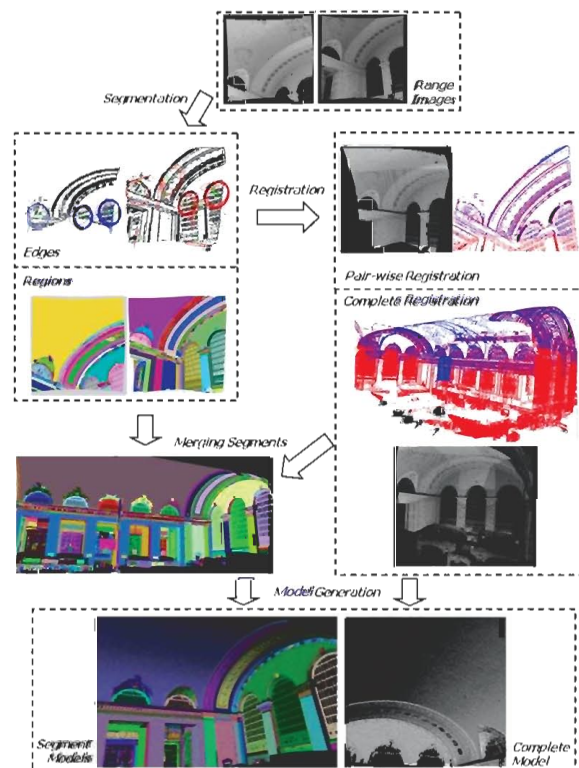 Range
Images
Segmentation
Registration
Edges
Regions
Pair-wise Registration
Complete Registration
Merging Segments
Model Generation
Segment
Models
Complete
Model